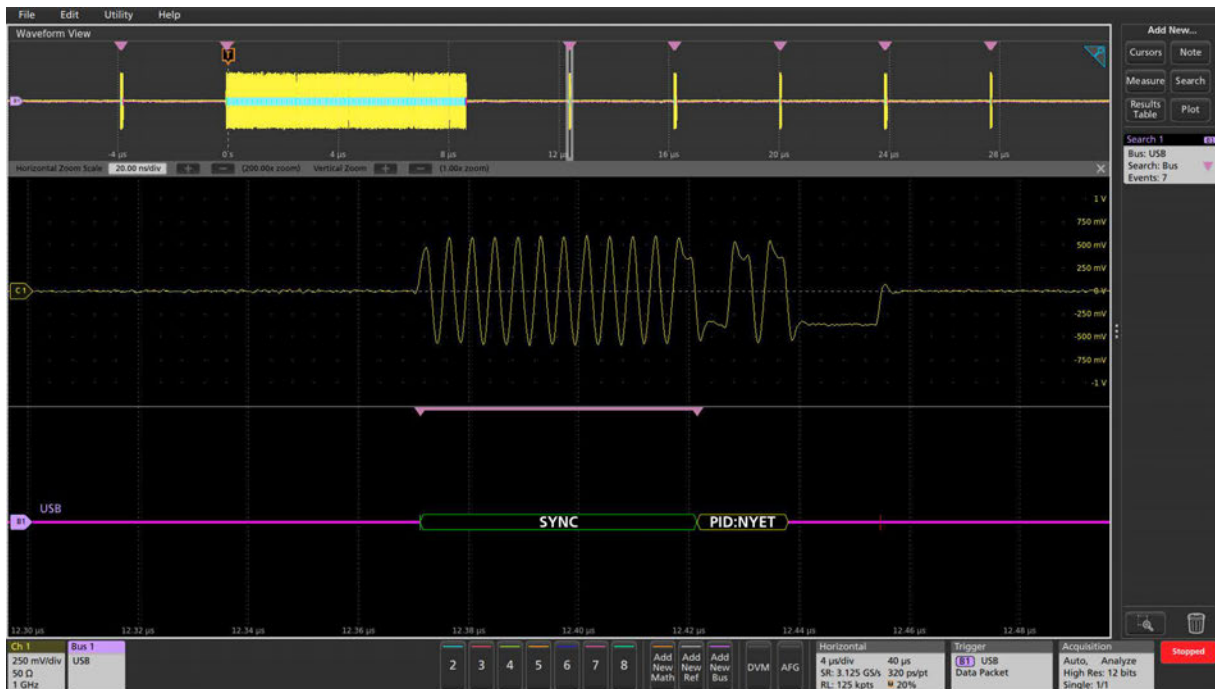 File Edit Utility Help
Waveform View
Add New...
Cursors Note
Measure Search
Results Table Plot
T
B1
-4 µs 0 s 4 µs 8 µs 12 µs 16 µs 20 µs 24 µs 28 µs
Horizontal Zoom Scale 20.00 ns/div + - (200.00x zoom) Vertical Zoom + - (1.00x zoom) X
Search 1 B1
Bus: USB
Search: Bus
Events: 7
1 V
750 mV
500 mV
250 mV
C1 0 V
-250 mV
-500 mV
-750 mV
-1 V
USB
B1 SYNC PID:NYET
12.30 µs 12.32 µs 12.34 µs 12.36 µs 12.38 µs 12.40 µs 12.42 µs 12.44 µs 12.46 µs 12.48 µs
Ch 1
250 mV/div
50 Ω
1 GHz
Bus 1
USB
2 3 4 5 6 7 8
Add New Math
Add New Ref
Add New Bus
DVM AFG
Horizontal
4 µs/div 40 µs
SR: 3.125 GS/s 320 ps/pt
RL: 125 kpts 20%
Trigger
B1 USB
Data Packet
Acquisition
Auto, Analyze
High Res: 12 bits
Single: 1/1
Stopped